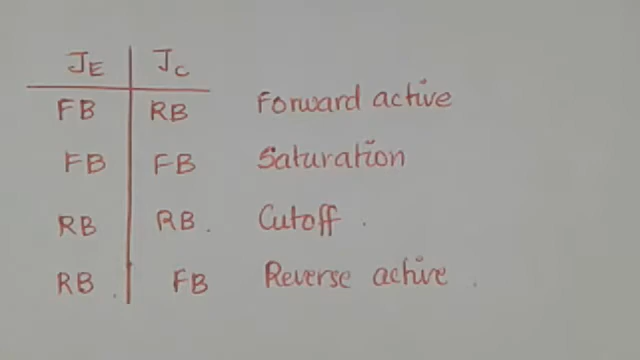 JE JC
FB RB Forward active
FB FB Saturation
RB RB. Cutoff.
RB. FB Reverse active.